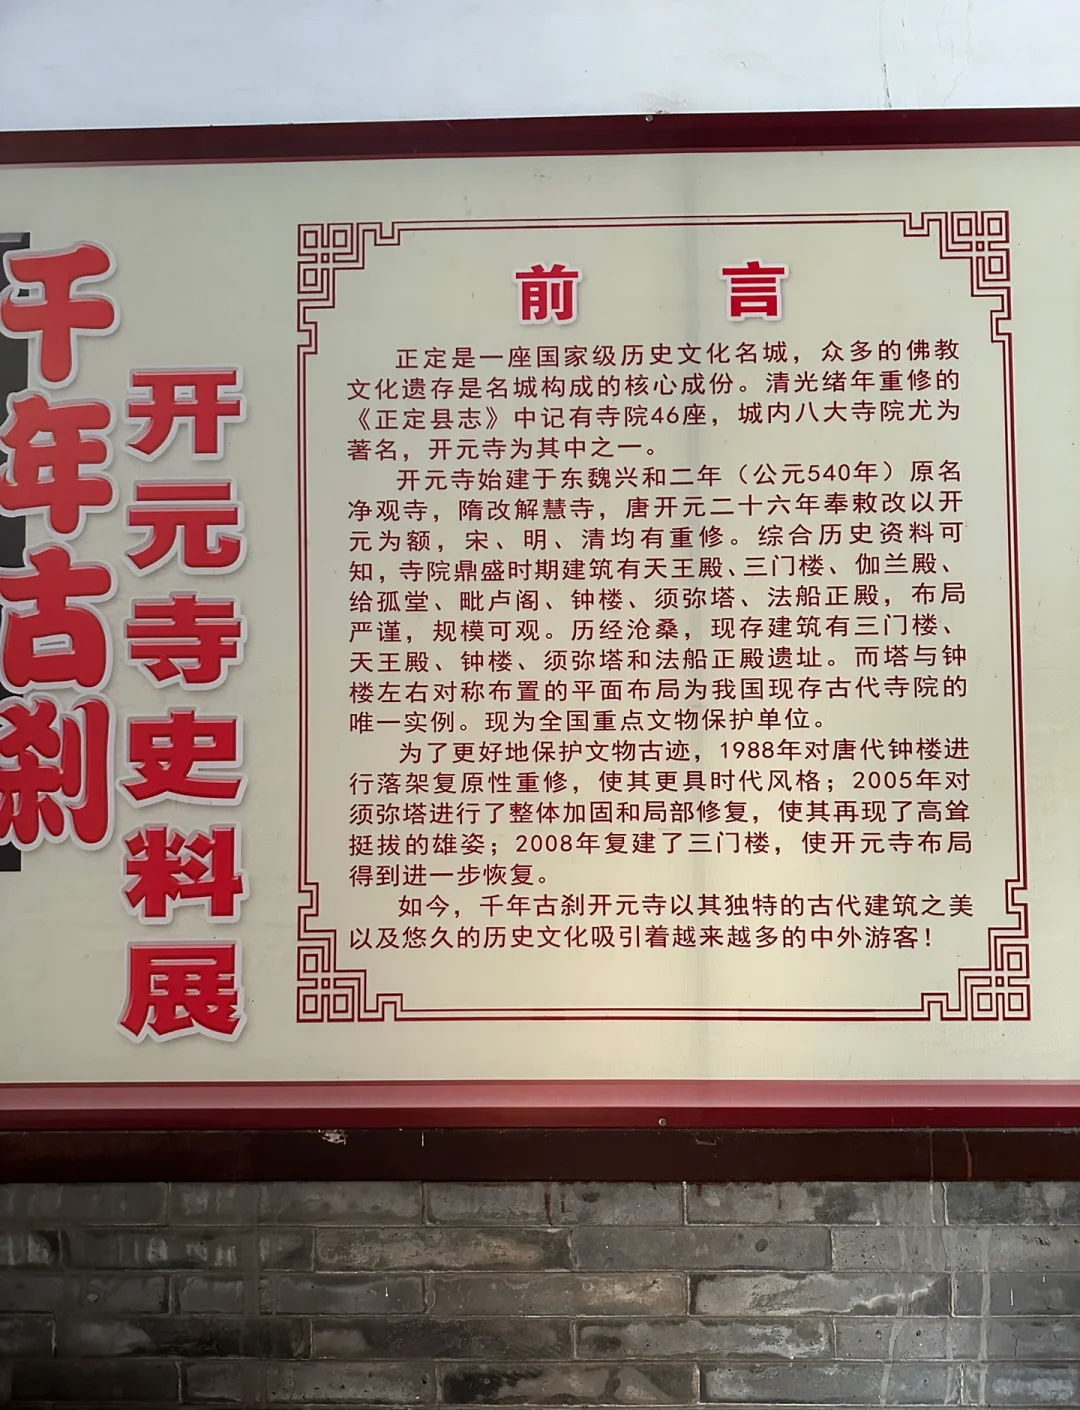 千年古刹
开元寺史料展
前言
正定是一座国家级历史文化名城，众多的佛教
文化遗存是名城构成的核心成份。清光绪年重修的
《正定县志》中记有寺院46座，城内八大寺院尤为
著名，开元寺为其中之一。
开元寺始建于东魏兴和二年（公元540年）原名
净观寺，隋改解慧寺，唐开元二十六年奉敕改以开
元为额，宋、明、清均有重修。综合历史资料可
知，寺院鼎盛时期建筑有天王殿、三门楼、伽兰殿、
给孤堂、毗卢阁、钟楼、须弥塔、法船正殿，布局
严谨，规模可观。历经沧桑，现存建筑有三门楼、
天王殿、钟楼、须弥塔和法船正殿遗址。而塔与钟
楼左右对称布置的平面布局为我国现存古代寺院的
唯一实例。现为全国重点文物保护单位。
为了更好地保护文物古迹，1988年对唐代钟楼进
行落架复原性重修，使其更具时代风格；2005年对
须弥塔进行了整体加固和局部修复，使其再现了高耸
挺拔的雄姿；2008年复建了三门楼，使开元寺布局
得到进一步恢复。
如今，千年古刹开元寺以其独特的古代建筑之美
以及悠久的历史文化吸引着越来越多的中外游客！